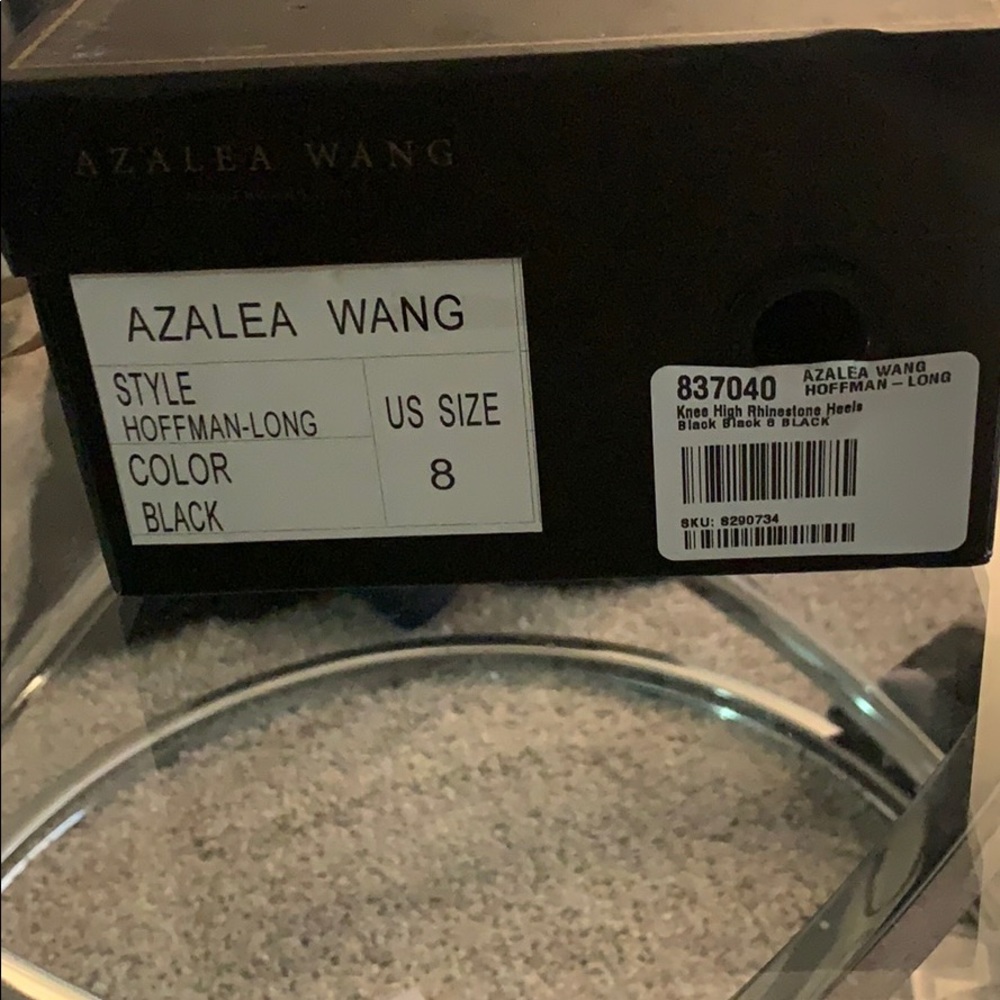 AZALEA WANG
AZALEA WANG
STYLE
HOFFMAN-LONG
US SIZE
COLOR
8
BLACK
837040
AZALEA WANG
HOFFMAN - LONG
Knee High Rhinestone Heels
Black Black 8 BLACK
SKU: 8290734